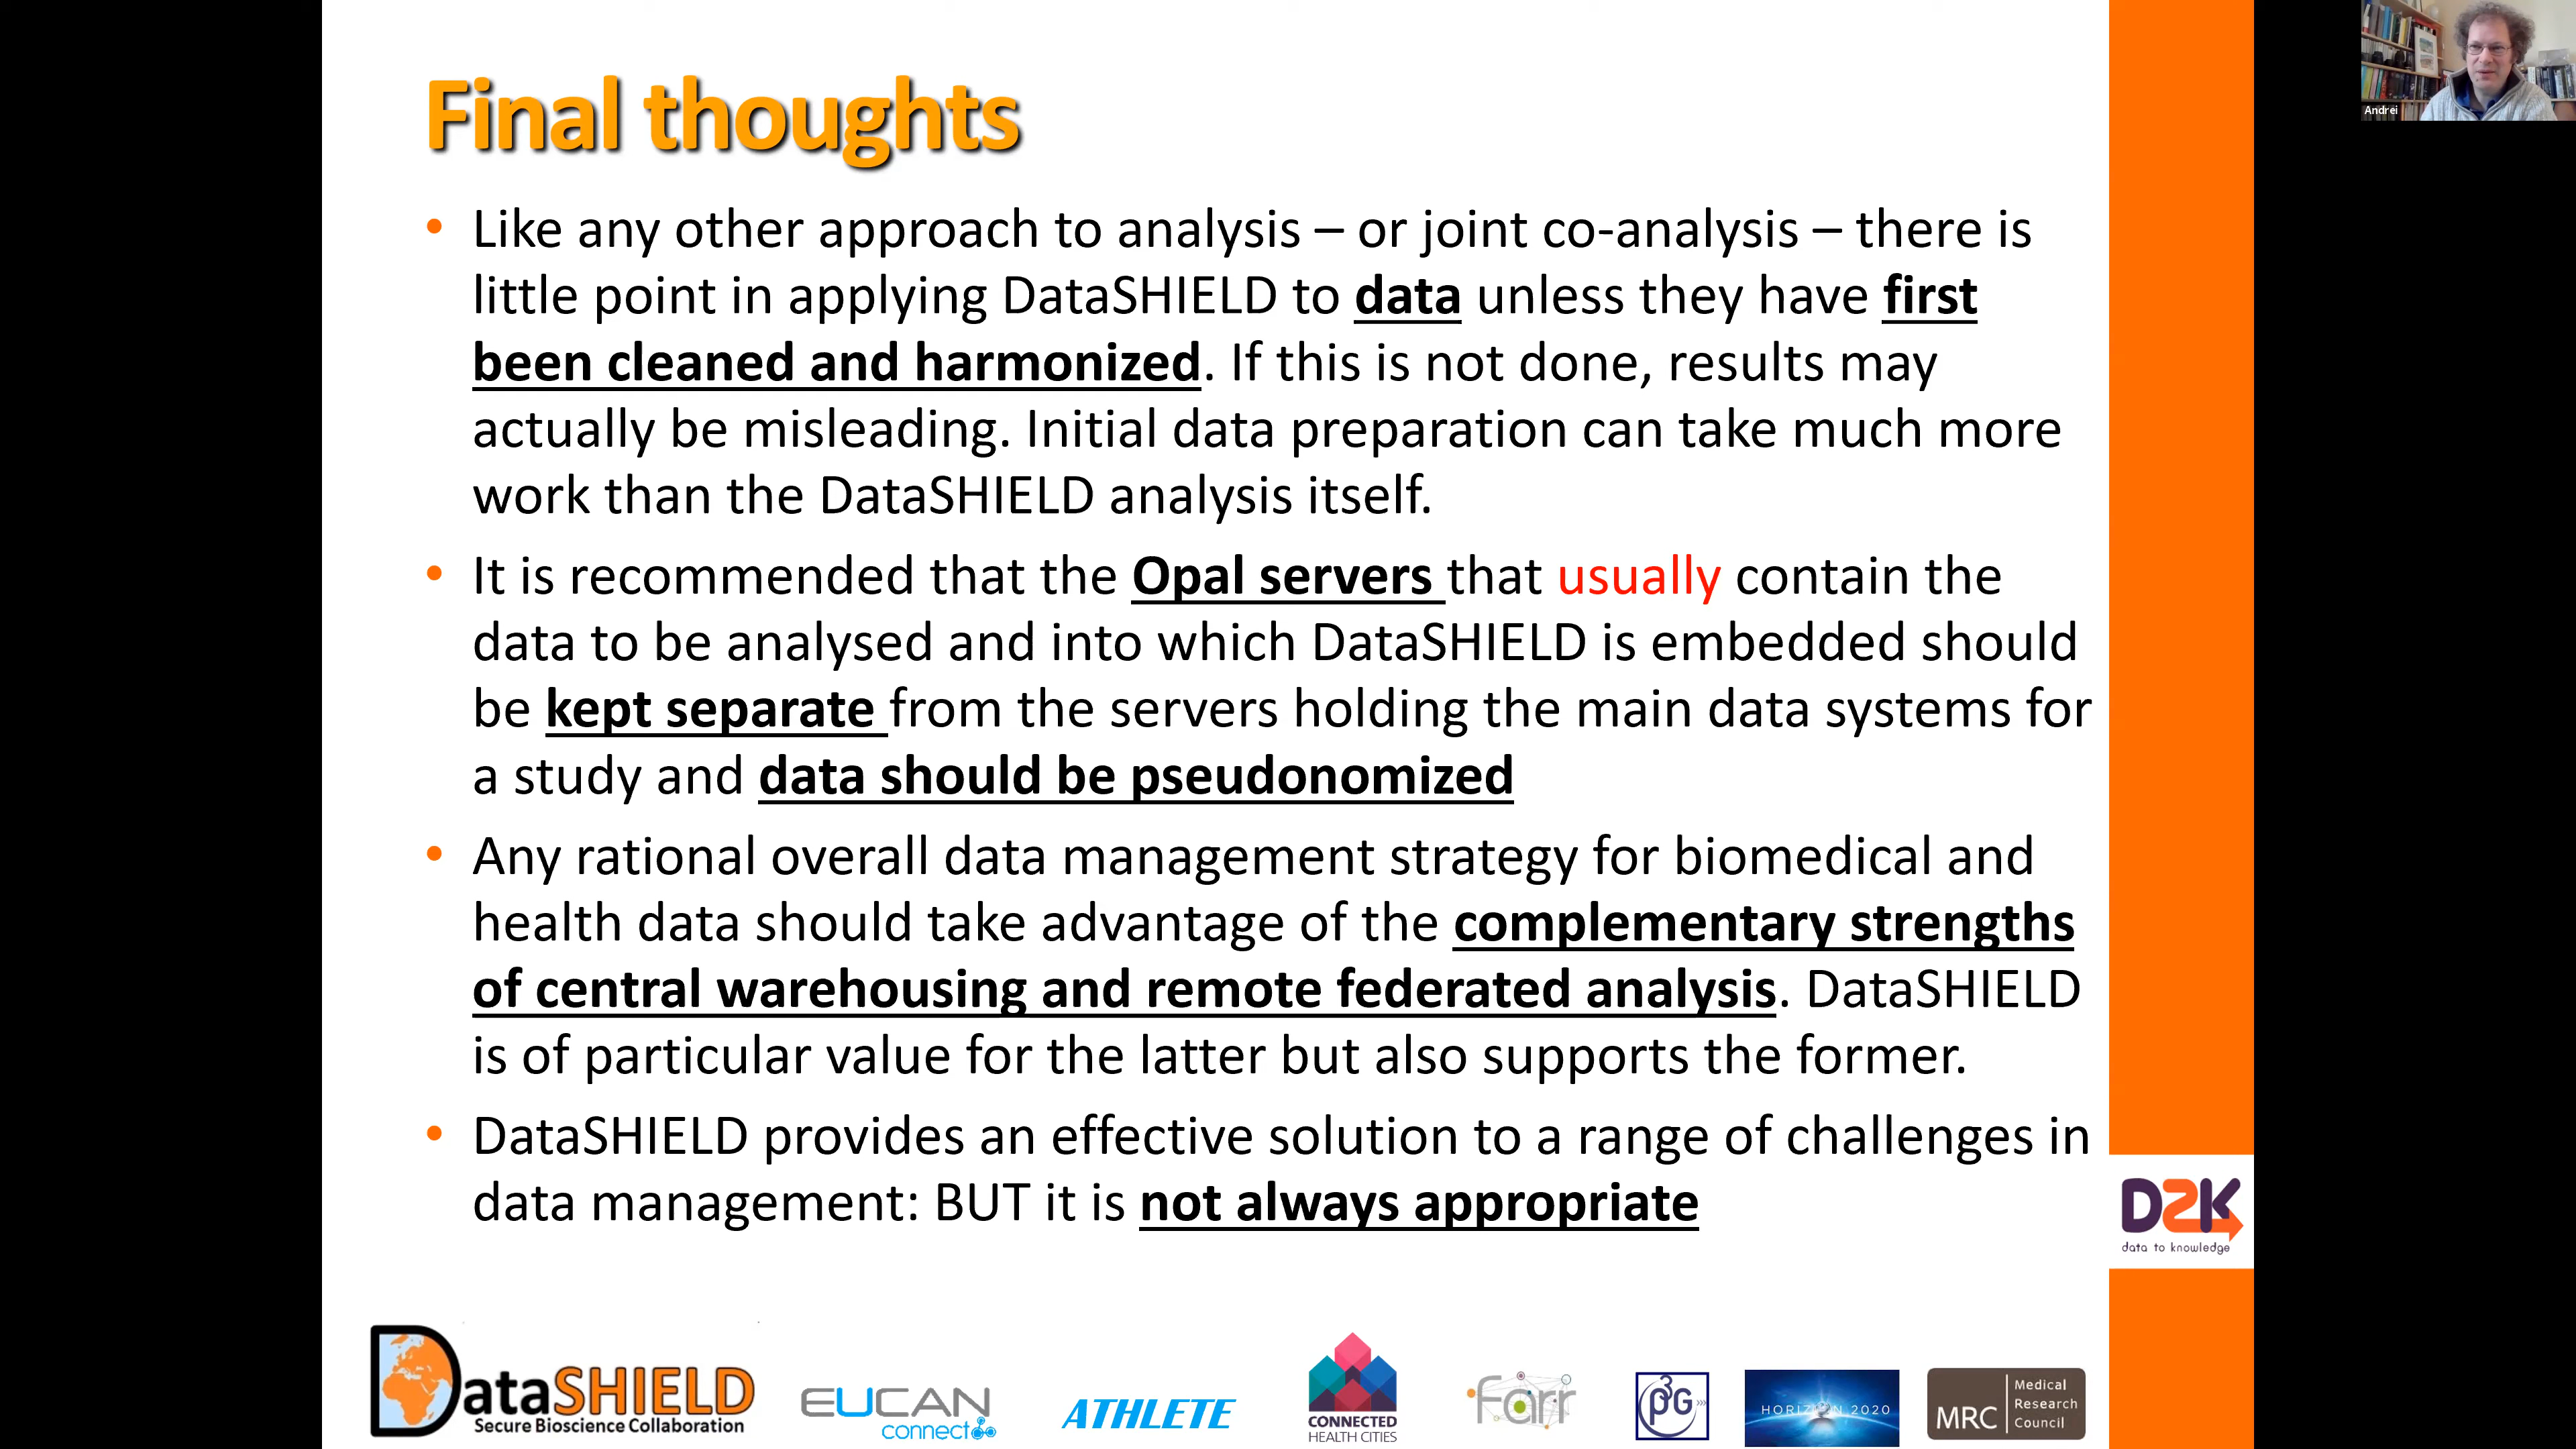 Final thoughts
Andrei
• Like any other approach to analysis – or joint co-analysis – there is
little point in applying DataSHIELD to data unless they have first
been cleaned and harmonized. If this is not done, results may
actually be misleading. Initial data preparation can take much more
work than the DataSHIELD analysis itself.
• It is recommended that the Opal servers that usually contain the
data to be analysed and into which DataSHIELD is embedded should
be kept separate from the servers holding the main data systems for
a study and data should be pseudonomized
• Any rational overall data management strategy for biomedical and
health data should take advantage of the complementary strengths
of central warehousing and remote federated analysis. DataSHIELD
is of particular value for the latter but also supports the former.
• DataSHIELD provides an effective solution to a range of challenges in
data management: BUT it is not always appropriate
D2K
data to knowledge
DataSHIELD
Secure Bioscience Collaboration
EUCAN
connect
ATHLETE
CONNECTED
HEALTH CITIES
Farr
P3G
HORIZON 2020
MRC
Medical
Research
Council